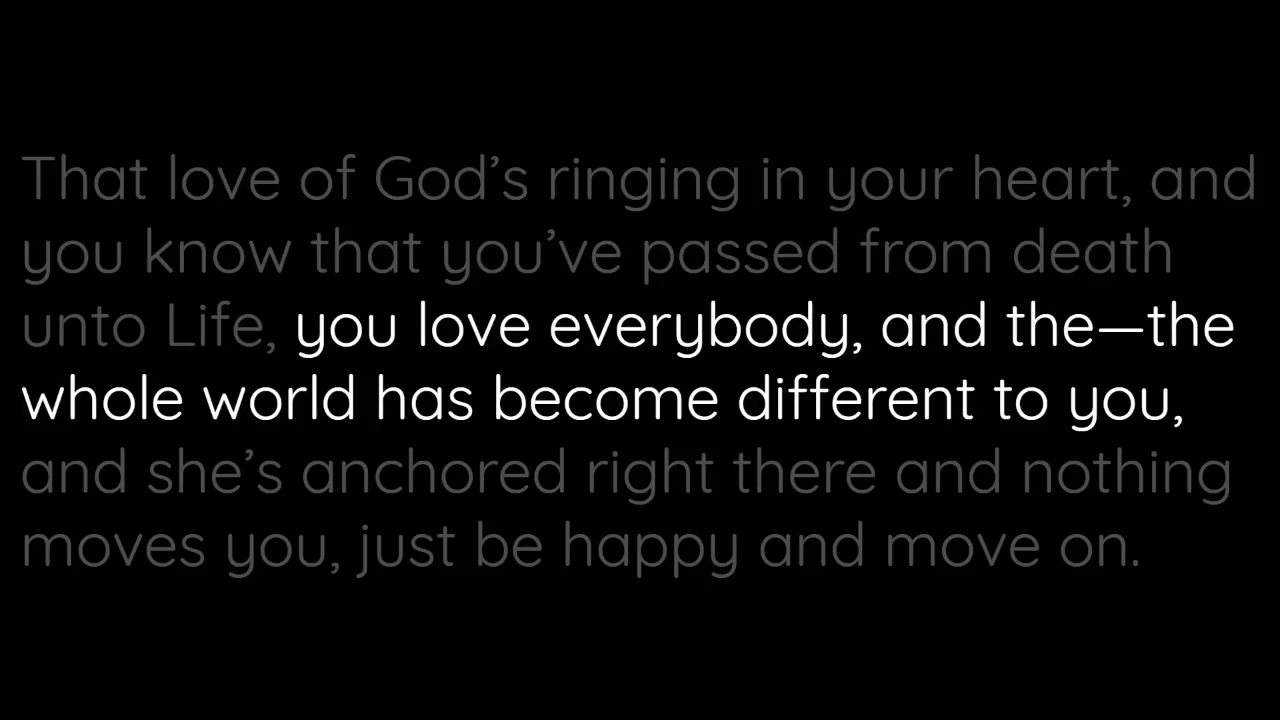 That love of God’s ringing in your heart, and
you know that you’ve passed from death
unto Life, you love everybody, and the—the
whole world has become different to you,
and she’s anchored right there and nothing
moves you, just be happy and move on.